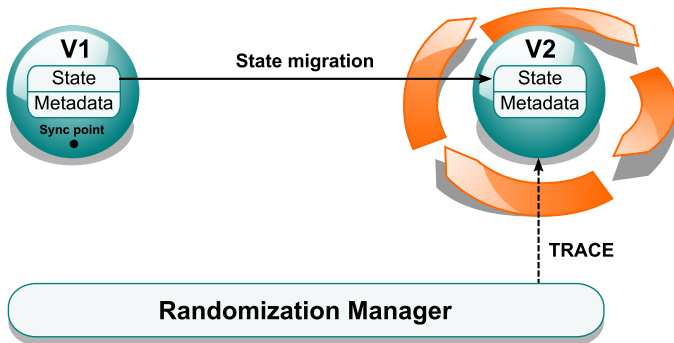 V1
State
Metadata
Sync point
State migration
V2
State
Metadata
TRACE
Randomization Manager